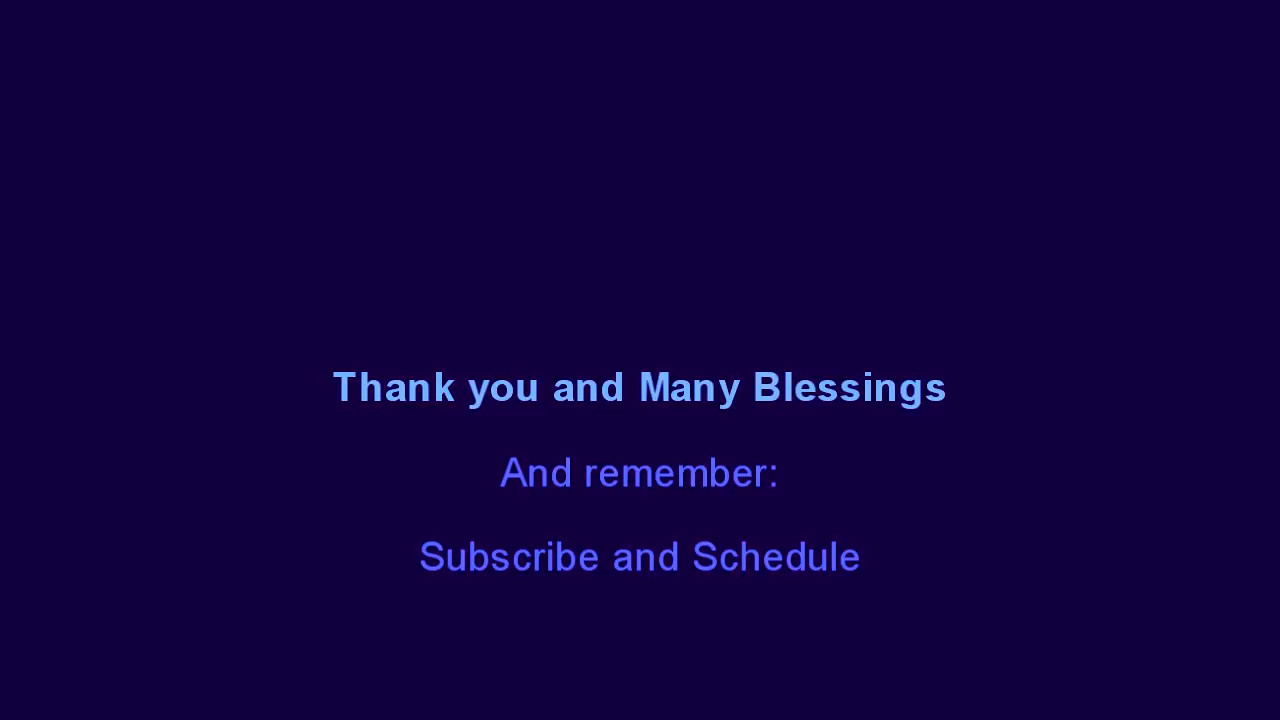 Thank you and Many Blessings
And remember:
Subscribe and Schedule